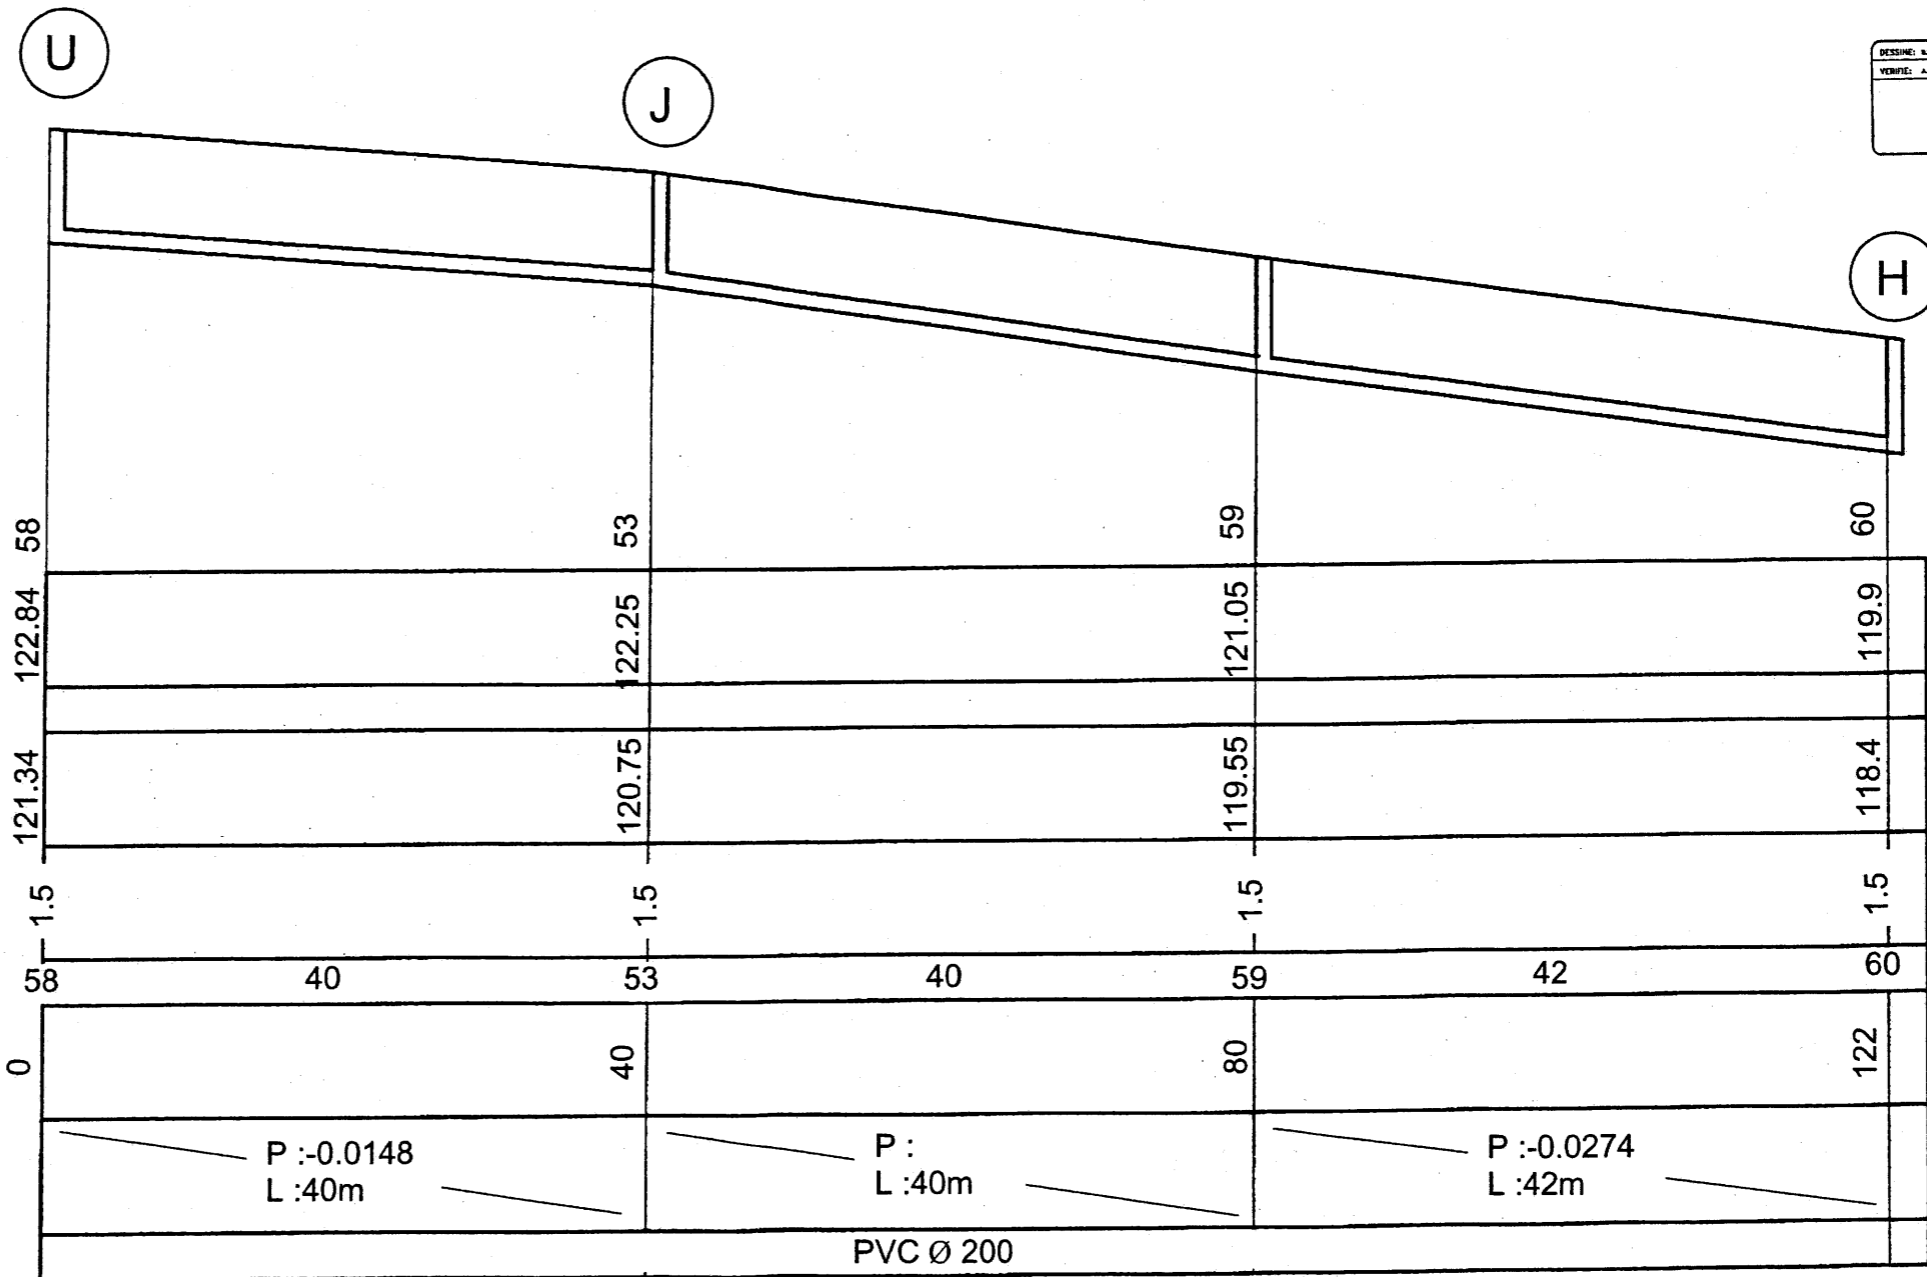 U
J
H
DESSINE:
VERIFIE:
58 53 59 60
122.84 122.25 121.05 119.9
121.34 120.75 119.55 118.4
1.5 1.5 1.5 1.5
58 40 53 40 59 42 60
0 40 80 122
P :-0.0148 P : P :-0.0274
L :40m L :40m L :42m
PVC Ø 200